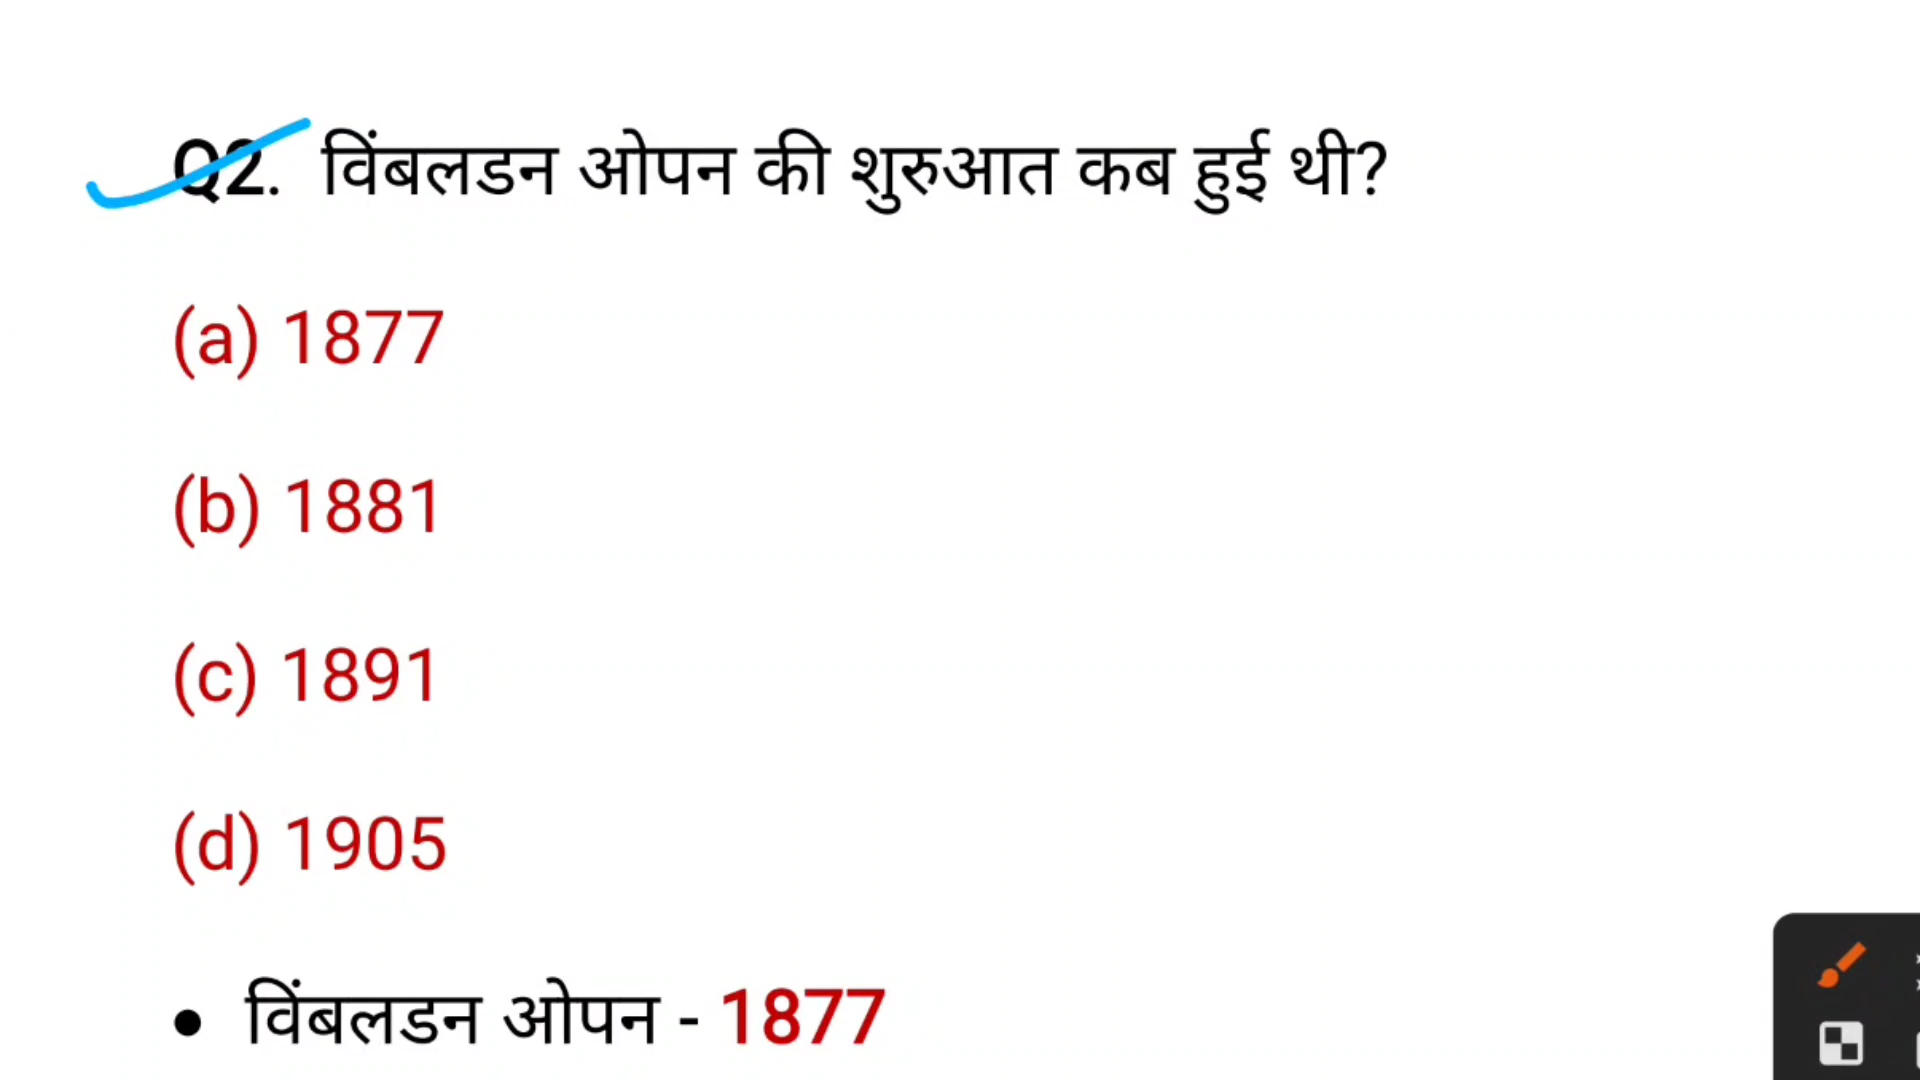 Q2. विंबलडन ओपन की शुरुआत कब हुई थी?
(a) 1877
(b) 1881
(c) 1891
(d) 1905
• विंबलडन ओपन - 1877